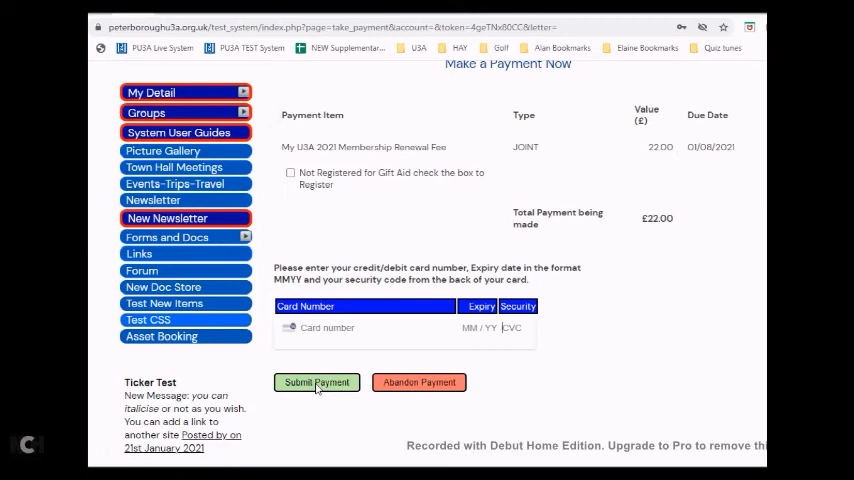 peterboroughu3a.org.uk/test_system/index.php?page=take_payment&account=&token=4geTNx80CC&letter=
PU3A Live System PU3A TEST System NEW Supplementar... U3A HAY Golf Alan Bookmarks Elaine Bookmarks Quiz tunes
Make a Payment Now
My Detail
Groups
System User Guides
Picture Gallery
Town Hall Meetings
Events-Trips-Travel
Newsletter
New Newsletter
Forms and Docs
Links
Forum
New Doc Store
Test New Items
Test CSS
Asset Booking
Ticker Test
New Message: you can
italicise or not as you wish.
You can add a link to
another site Posted by on
21st January 2021
Payment Item Type Value (£) Due Date
My U3A 2021 Membership Renewal Fee JOINT 22.00 01/08/2021
Not Registered for Gift Aid check the box to
Register
Total Payment being
made £22.00
Please enter your credit/debit card number, Expiry date in the format
MMYY and your security code from the back of your card.
Card Number Expiry Security
Card number MM / YY CVC
Submit Payment Abandon Payment
Recorded with Debut Home Edition. Upgrade to Pro to remove thi
NCH